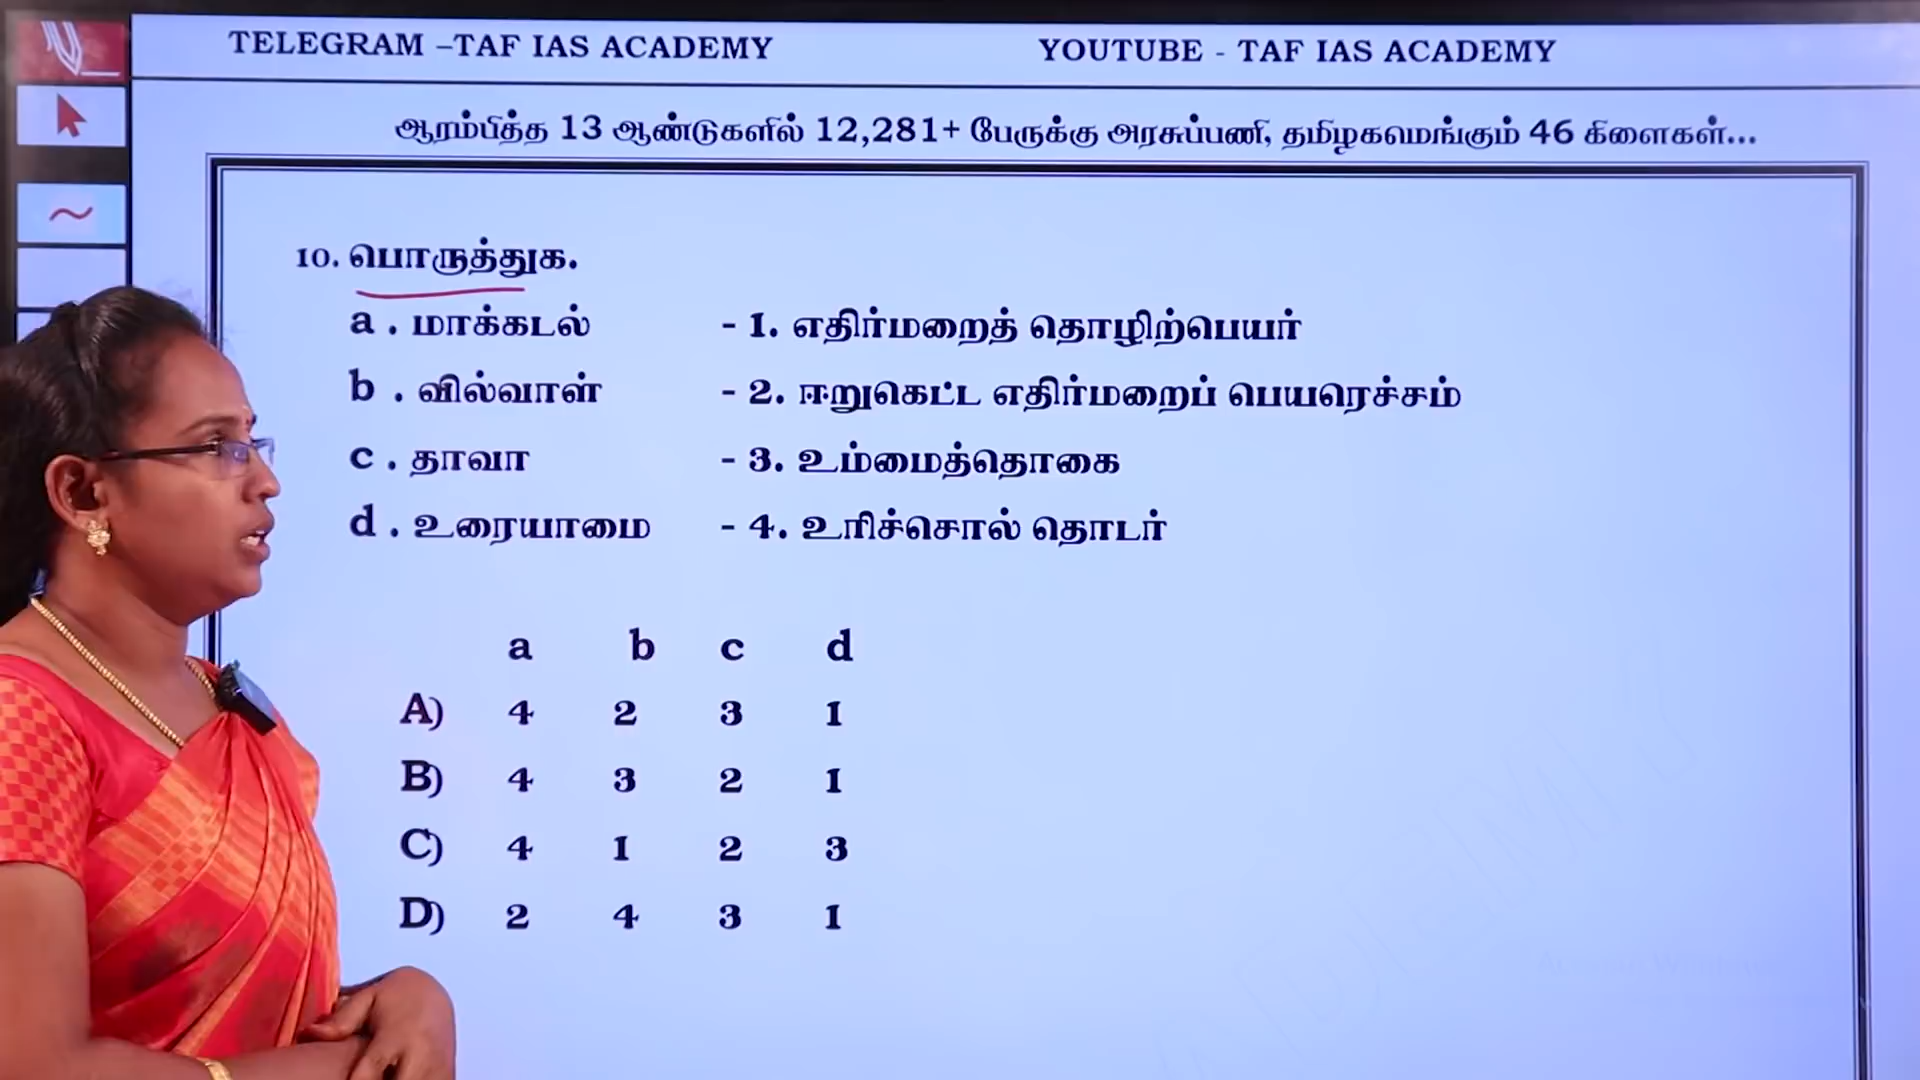 TELEGRAM –TAF IAS ACADEMY YOUTUBE - TAF IAS ACADEMY
ஆரம்பித்த 13 ஆண்டுகளில் 12,281+ பேருக்கு அரசுப்பணி, தமிழகமெங்கும் 46 கிளைகள்...
10. பொருத்துக.
a . மாக்கடல் - 1. எதிர்மறைத் தொழிற்பெயர்
b . வில்வாள் - 2. ஈறுகெட்ட எதிர்மறைப் பெயரெச்சம்
c . தாவா - 3. உம்மைத்தொகை
d . உரையாமை - 4. உரிச்சொல் தொடர்
a b c d
A) 4 2 3 1
B) 4 3 2 1
C) 4 1 2 3
D) 2 4 3 1